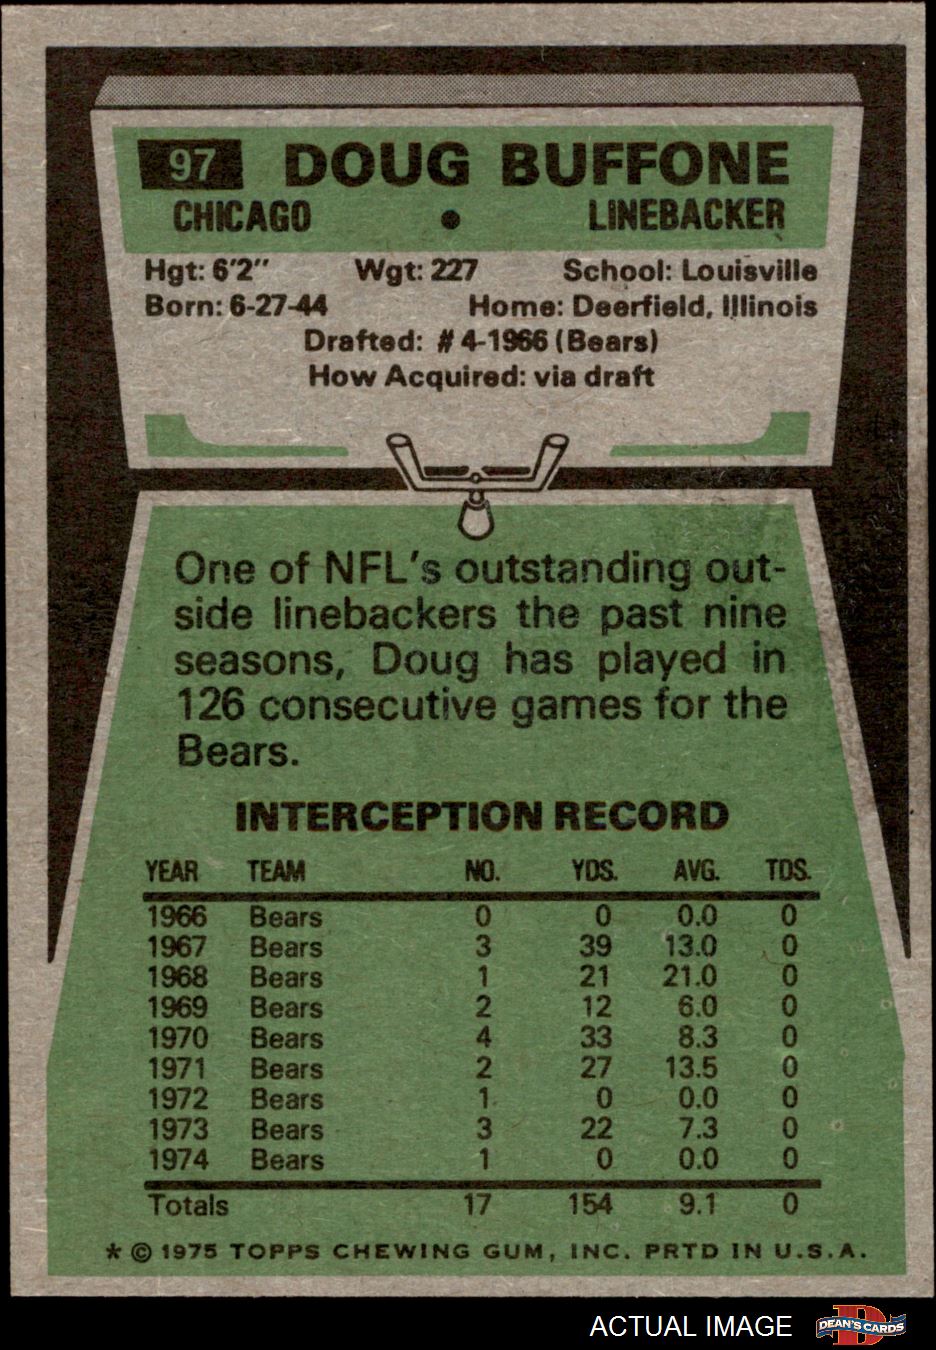 97 DOUG BUFFONE
CHICAGO • LINEBACKER
Hgt: 6'2" Wgt: 227 School: Louisville
Born: 6-27-44 Home: Deerfield, Illinois
Drafted: # 4-1966 (Bears)
How Acquired: via draft
One of NFL's outstanding out-
side linebackers the past nine
seasons, Doug has played in
126 consecutive games for the
Bears.
INTERCEPTION RECORD
YEAR TEAM NO. YDS. AVG. TDS.
1966 Bears 0 0 0.0 0
1967 Bears 3 39 13.0 0
1968 Bears 1 21 21.0 0
1969 Bears 2 12 6.0 0
1970 Bears 4 33 8.3 0
1971 Bears 2 27 13.5 0
1972 Bears 1 0 0.0 0
1973 Bears 3 22 7.3 0
1974 Bears 1 0 0.0 0
Totals 17 154 9.1 0
* © 1975 TOPPS CHEWING GUM, INC. PRTD IN U.S.A.
ACTUAL IMAGE D DEAN'S CARDS